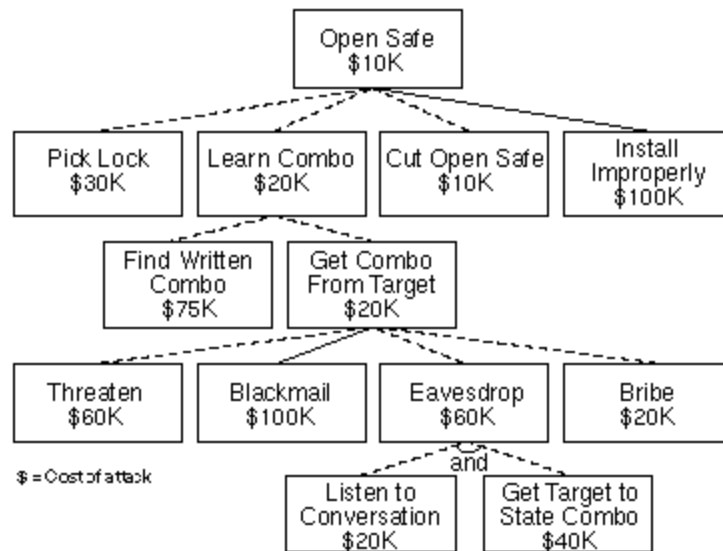 Open Safe
$10K
Pick Lock
$30K
Learn Combo
$20K
Cut Open Safe
$10K
Install
Improperly
$100K
Find Written
Combo
$75K
Get Combo
From Target
$20K
Threaten
$60K
Blackmail
$100K
Eavesdrop
$60K
Bribe
$20K
and
$ = Cost of attack
Listen to
Conversation
$20K
Get Target to
State Combo
$40K